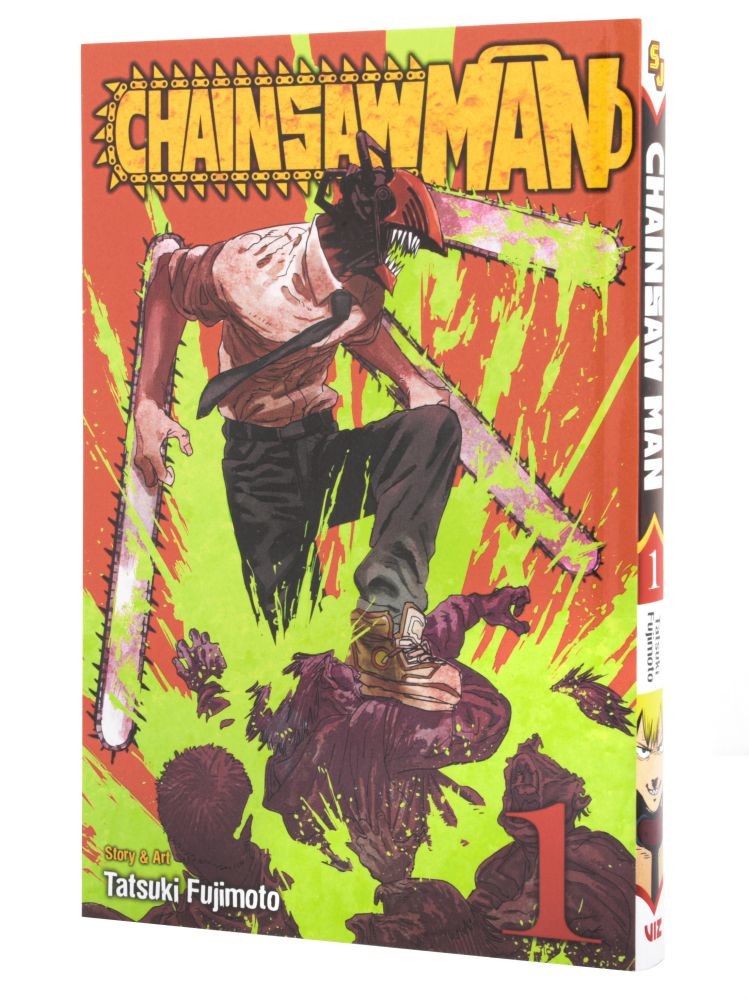 CHAINSAW MAN
Story & Art
Tatsuki Fujimoto
1
SJ
CHAINSAW MAN
1
Tatsuki
Fujimoto
VIZ